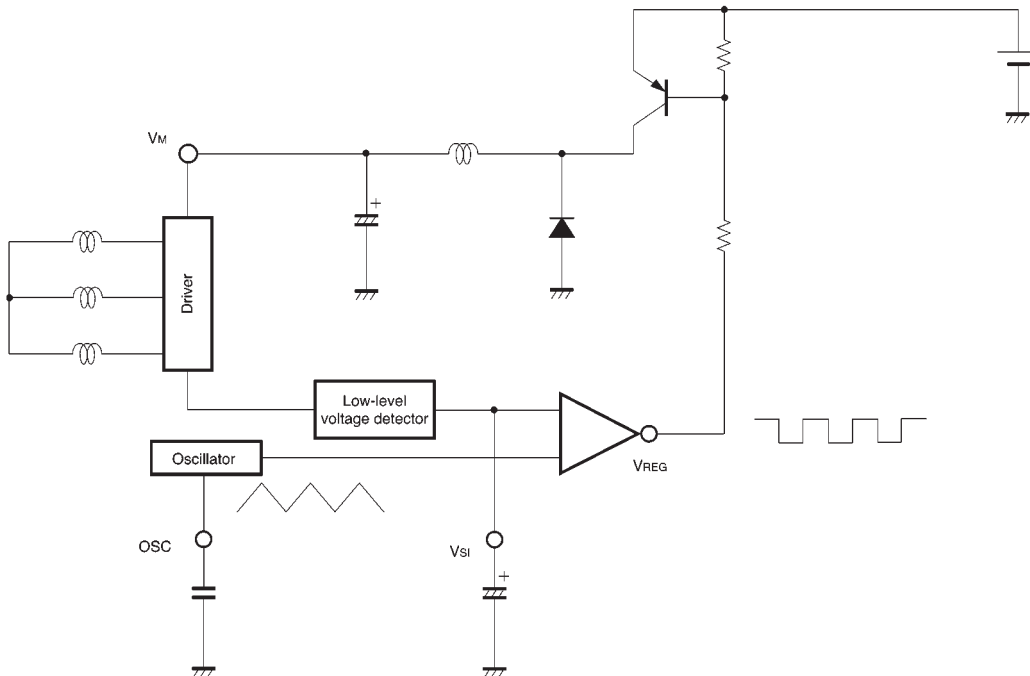 VM
+
Driver
Low-level
voltage detector
Oscillator
VREG
OSC
VSI
+